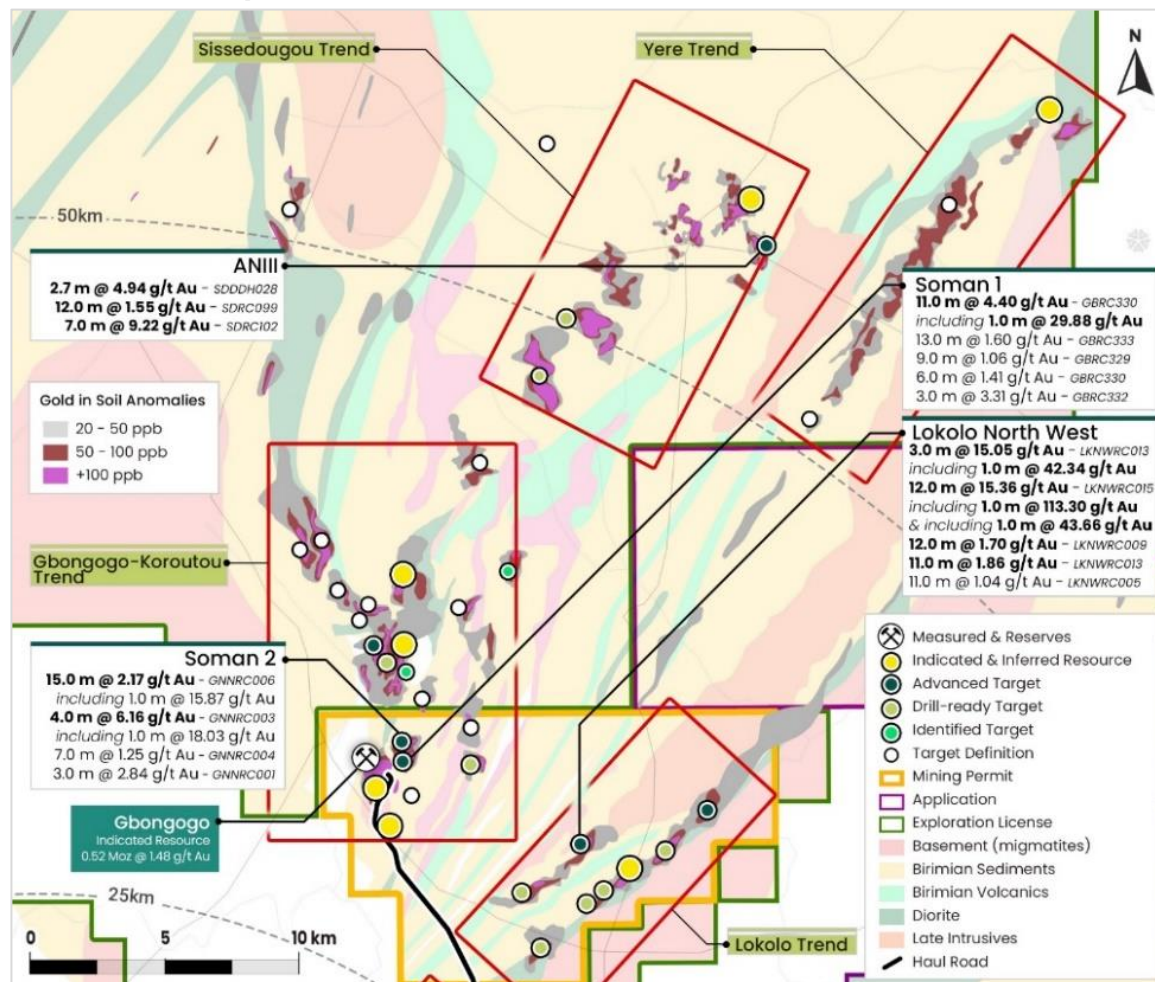 Sissedougou Trend
Yere Trend
N
50km
ANIII
2.7 m @ 4.94 g/t Au - SDDDH028
12.0 m @ 1.55 g/t Au - SDRC099
7.0 m @ 9.22 g/t Au - SDRC102
Soman 1
11.0 m @ 4.40 g/t Au - GBRC330
including 1.0 m @ 29.88 g/t Au
13.0 m @ 1.60 g/t Au - GBRC333
9.0 m @ 1.06 g/t Au - GBRC329
6.0 m @ 1.41 g/t Au - GBRC330
3.0 m @ 3.31 g/t Au - GBRC332
Gold in Soil Anomalies
20 - 50 ppb
50 - 100 ppb
+100 ppb
Lokolo North West
3.0 m @ 15.05 g/t Au - LKNWRC013
including 1.0 m @ 42.34 g/t Au
12.0 m @ 15.36 g/t Au - LKNWRC015
including 1.0 m @ 113.30 g/t Au
& including 1.0 m @ 43.66 g/t Au
12.0 m @ 1.70 g/t Au - LKNWRC009
11.0 m @ 1.86 g/t Au - LKNWRC013
11.0 m @ 1.04 g/t Au - LKNWRC005
Gbongogo-Koroutou
Trend
Soman 2
15.0 m @ 2.17 g/t Au - GNNRC006
including 1.0 m @ 15.87 g/t Au
4.0 m @ 6.16 g/t Au - GNNRC003
including 1.0 m @ 18.03 g/t Au
7.0 m @ 1.25 g/t Au - GNNRC004
3.0 m @ 2.84 g/t Au - GNNRC001
Gbongogo
Indicated Resource
0.52 Moz @ 1.48 g/t Au
Measured & Reserves
Indicated & Inferred Resource
Advanced Target
Drill-ready Target
Identified Target
Target Definition
Mining Permit
Application
Exploration License
Basement (migmatites)
Birimian Sediments
Birimian Volcanics
Diorite
Late Intrusives
Haul Road
25km
0 5 10 km
Lokolo Trend